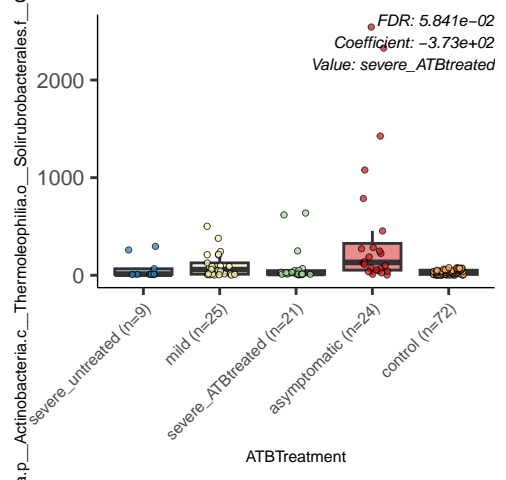 a.p__Actinobacteria.c__Thermoleophilia.o__Solirubrobacterales.f__
FDR: 5.841e−02
Coefficient: −3.73e+02
Value: severe_ATBtreated
2000
1000
0
severe_untreated (n=9)
mild (n=25)
severe_ATBtreated (n=21)
asymptomatic (n=24)
control (n=72)
ATBTreatment